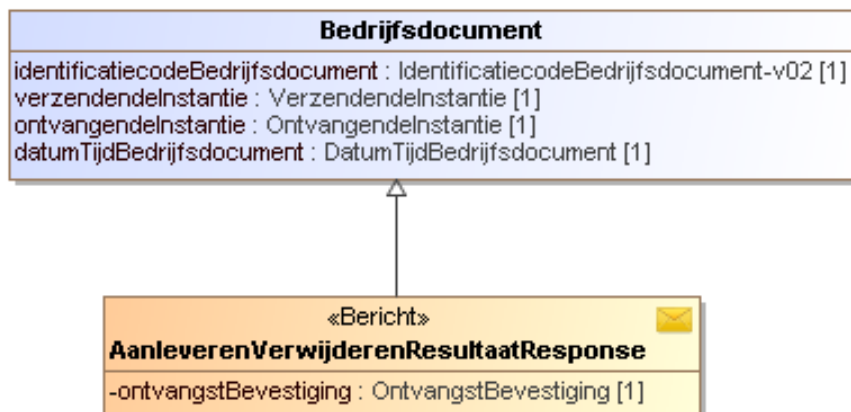 Bedrijfsdocument
identificatiecodeBedrijfsdocument : IdentificatiecodeBedrijfsdocument-v02 [1]
verzendendeInstantie : VerzendendeInstantie [1]
ontvangendeInstantie : OntvangendeInstantie [1]
datumTijdBedrijfsdocument : DatumTijdBedrijfsdocument [1]
«Bericht»
AanleverenVerwijderenResultaatResponse
-ontvangstBevestiging : OntvangstBevestiging [1]